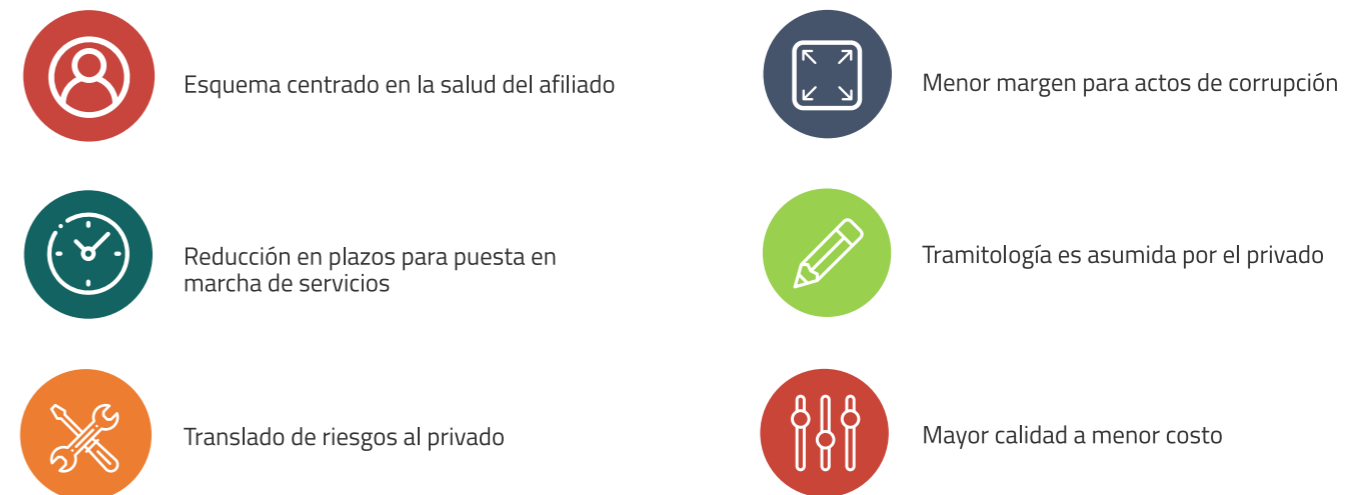 Esquema centrado en la salud del afiliado
Menor margen para actos de corrupción
Reducción en plazos para puesta en
marcha de servicios
Tramitología es asumida por el privado
Translado de riesgos al privado
Mayor calidad a menor costo